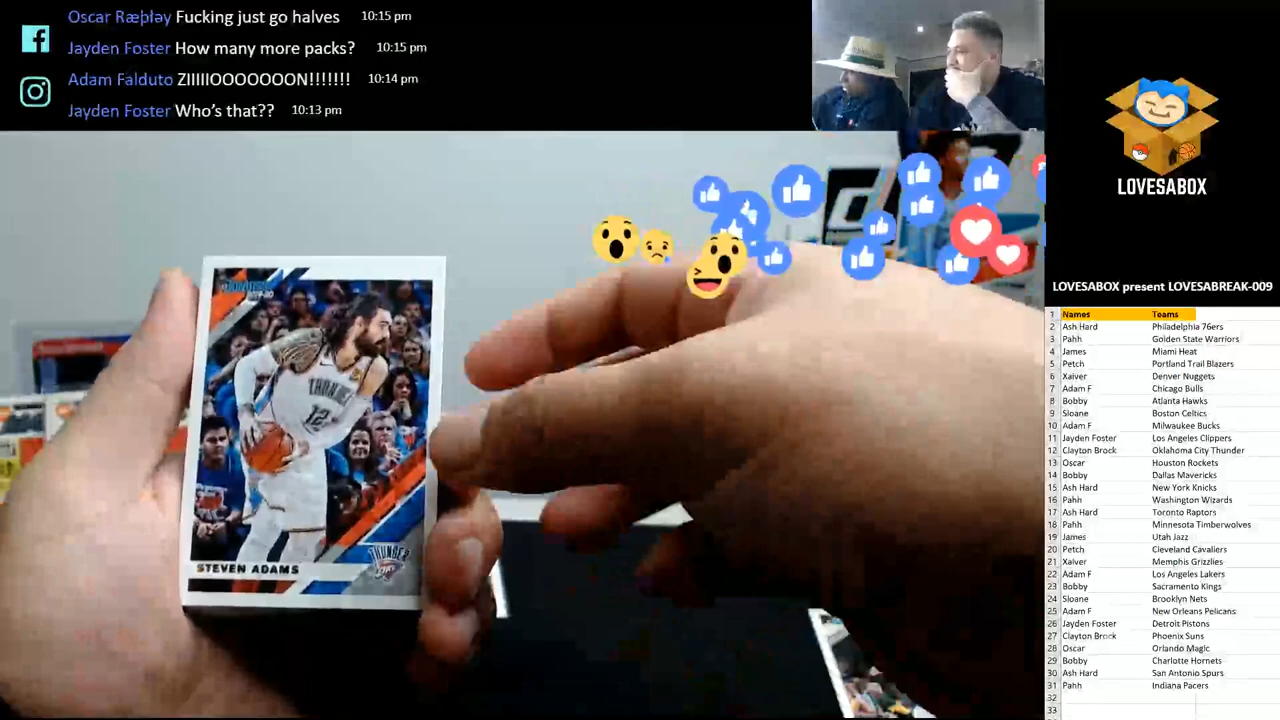 Oscar Ræpləy Fucking just go halves 10:15 pm
Jayden Foster How many more packs? 10:15 pm
Adam Falduto ZIIIIIOOOOOOON!!!!!!! 10:14 pm
Jayden Foster Who's that?? 10:13 pm
LOVESABOX
LOVESABOX present LOVESABREAK-009
DONRUSS
2019-20
THUNDER
12
STEVEN ADAMS
THUNDER
OKC
1 Names Teams
2 Ash Hard Philadelphia 76ers
3 Pahh Golden State Warriors
4 James Miami Heat
5 Petch Portland Trail Blazers
6 Xaiver Denver Nuggets
7 Adam F Chicago Bulls
8 Bobby Atlanta Hawks
9 Sloane Boston Celtics
10 Adam F Milwaukee Bucks
11 Jayden Foster Los Angeles Clippers
12 Clayton Brock Oklahoma City Thunder
13 Oscar Houston Rockets
14 Bobby Dallas Mavericks
15 Ash Hard New York Knicks
16 Pahh Washington Wizards
17 Ash Hard Toronto Raptors
18 Pahh Minnesota Timberwolves
19 James Utah Jazz
20 Petch Cleveland Cavaliers
21 Xaiver Memphis Grizzlies
22 Adam F Los Angeles Lakers
23 Bobby Sacramento Kings
24 Sloane Brooklyn Nets
25 Adam F New Orleans Pelicans
26 Jayden Foster Detroit Pistons
27 Clayton Brock Phoenix Suns
28 Oscar Orlando Magic
29 Bobby Charlotte Hornets
30 Ash Hard San Antonio Spurs
31 Pahh Indiana Pacers
32
33